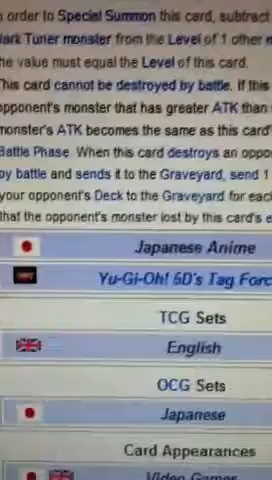 n order to Special Summon this card, subtract
Dark Tuner monster from the Level of 1 other
he value must equal the Level of this card.
This card cannot be destroyed by battle. If this
opponent's monster that has greater ATK than
monster's ATK becomes the same as this card'
Battle Phase. When this card destroys an oppo
by battle and sends it to the Graveyard, send 1
your opponent's Deck to the Graveyard for eac
that the opponent's monster lost by this card's e
Japanese Anime
Yu-Gi-Oh! 5D's Tag Forc
TCG Sets
English
OCG Sets
Japanese
Card Appearances
Video Games